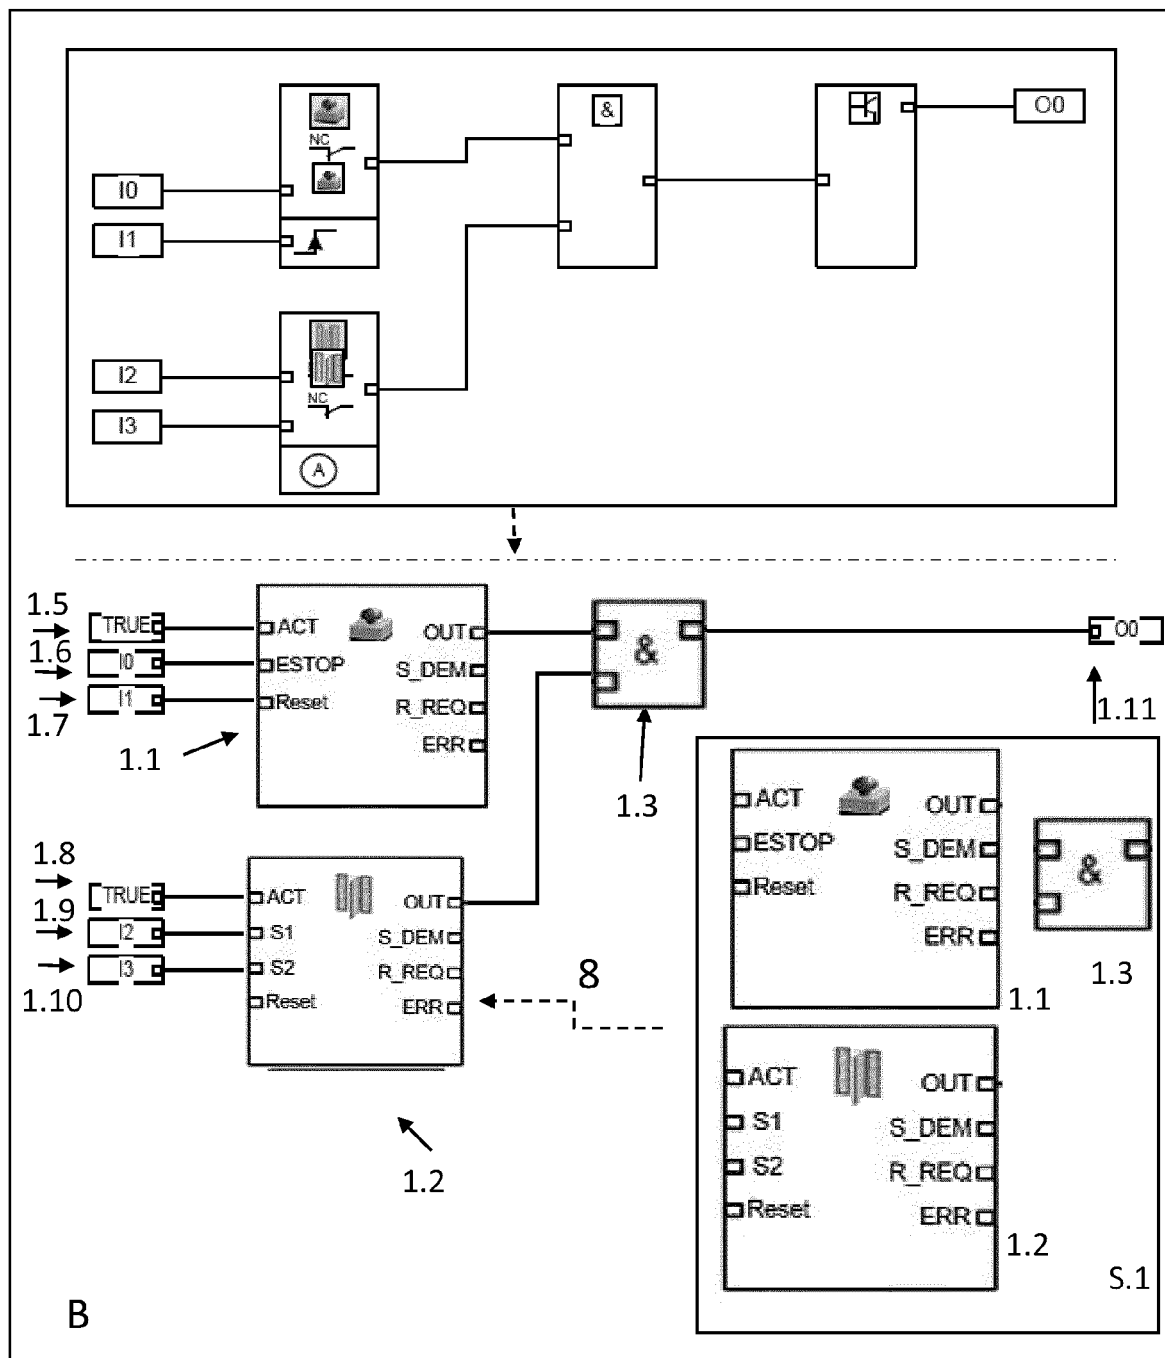 &
O0
NC
I0
I1
I2
NC
I3
A
1.5
TRUE
ACT
OUT
O0
1.6
I0
ESTOP
S_DEM
&
I1
Reset
R_REQ
1.7
ERR
1.11
1.1
1.3
ACT
OUT
ESTOP
S_DEM
&
Reset
R_REQ
ERR
1.3
1.1
1.8
TRUE
ACT
OUT
1.9
I2
S1
S_DEM
I3
S2
R_REQ
8
1.10
Reset
ERR
ACT
OUT
S1
S_DEM
S2
R_REQ
Reset
ERR
1.2
1.2
S.1
B